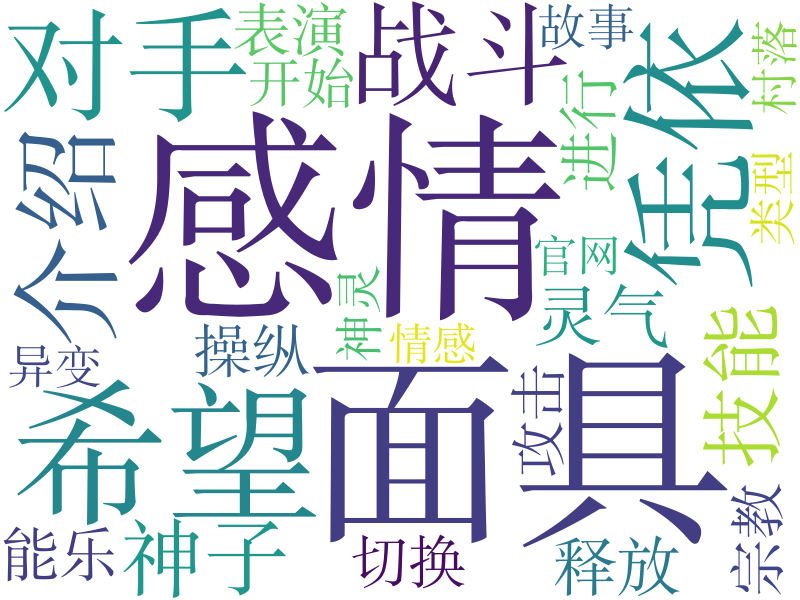 对手
表演
开始
战斗
故事
凭依
村落
进行
介绍
感情
类型
官网
灵气
神灵
情感
操纵
异变
技能
希望
面具
攻击
宗教
能乐
神子
切换
释放